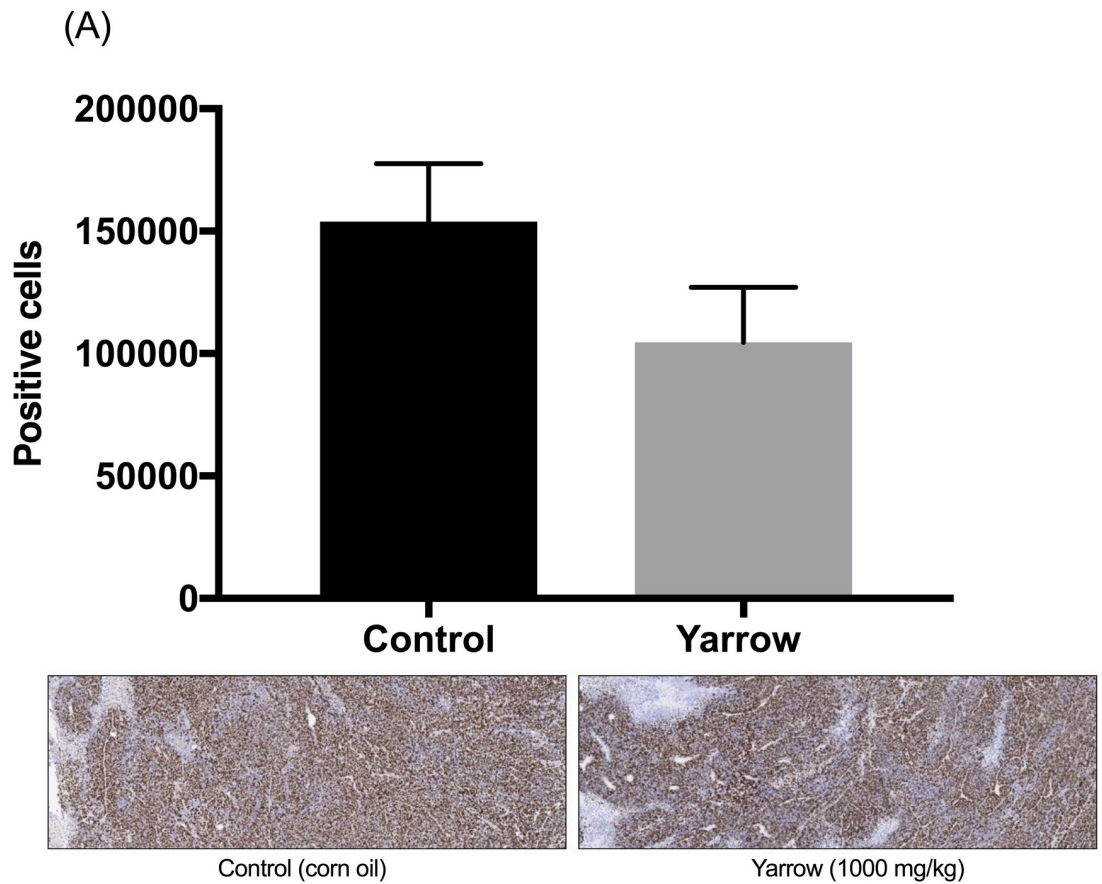 (A)
200000
150000
100000
50000
0
Positive cells
Control Yarrow
Control (corn oil) Yarrow (1000 mg/kg)